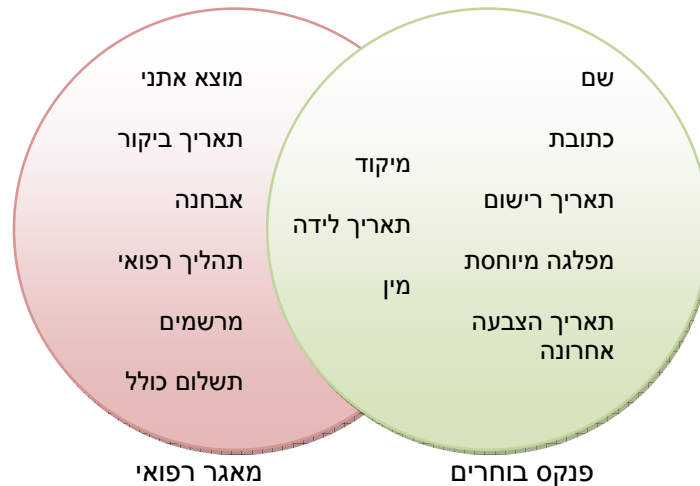 שם
כתובת
תאריך רישום
מפלגה מיוחסת
תאריך הצבעה
אחרונה
מיקוד
תאריך לידה
מין
מוצא אתני
תאריך ביקור
אבחנה
תהליך רפואי
מרשמים
תשלום כולל
פנקס בוחרים
מאגר רפואי